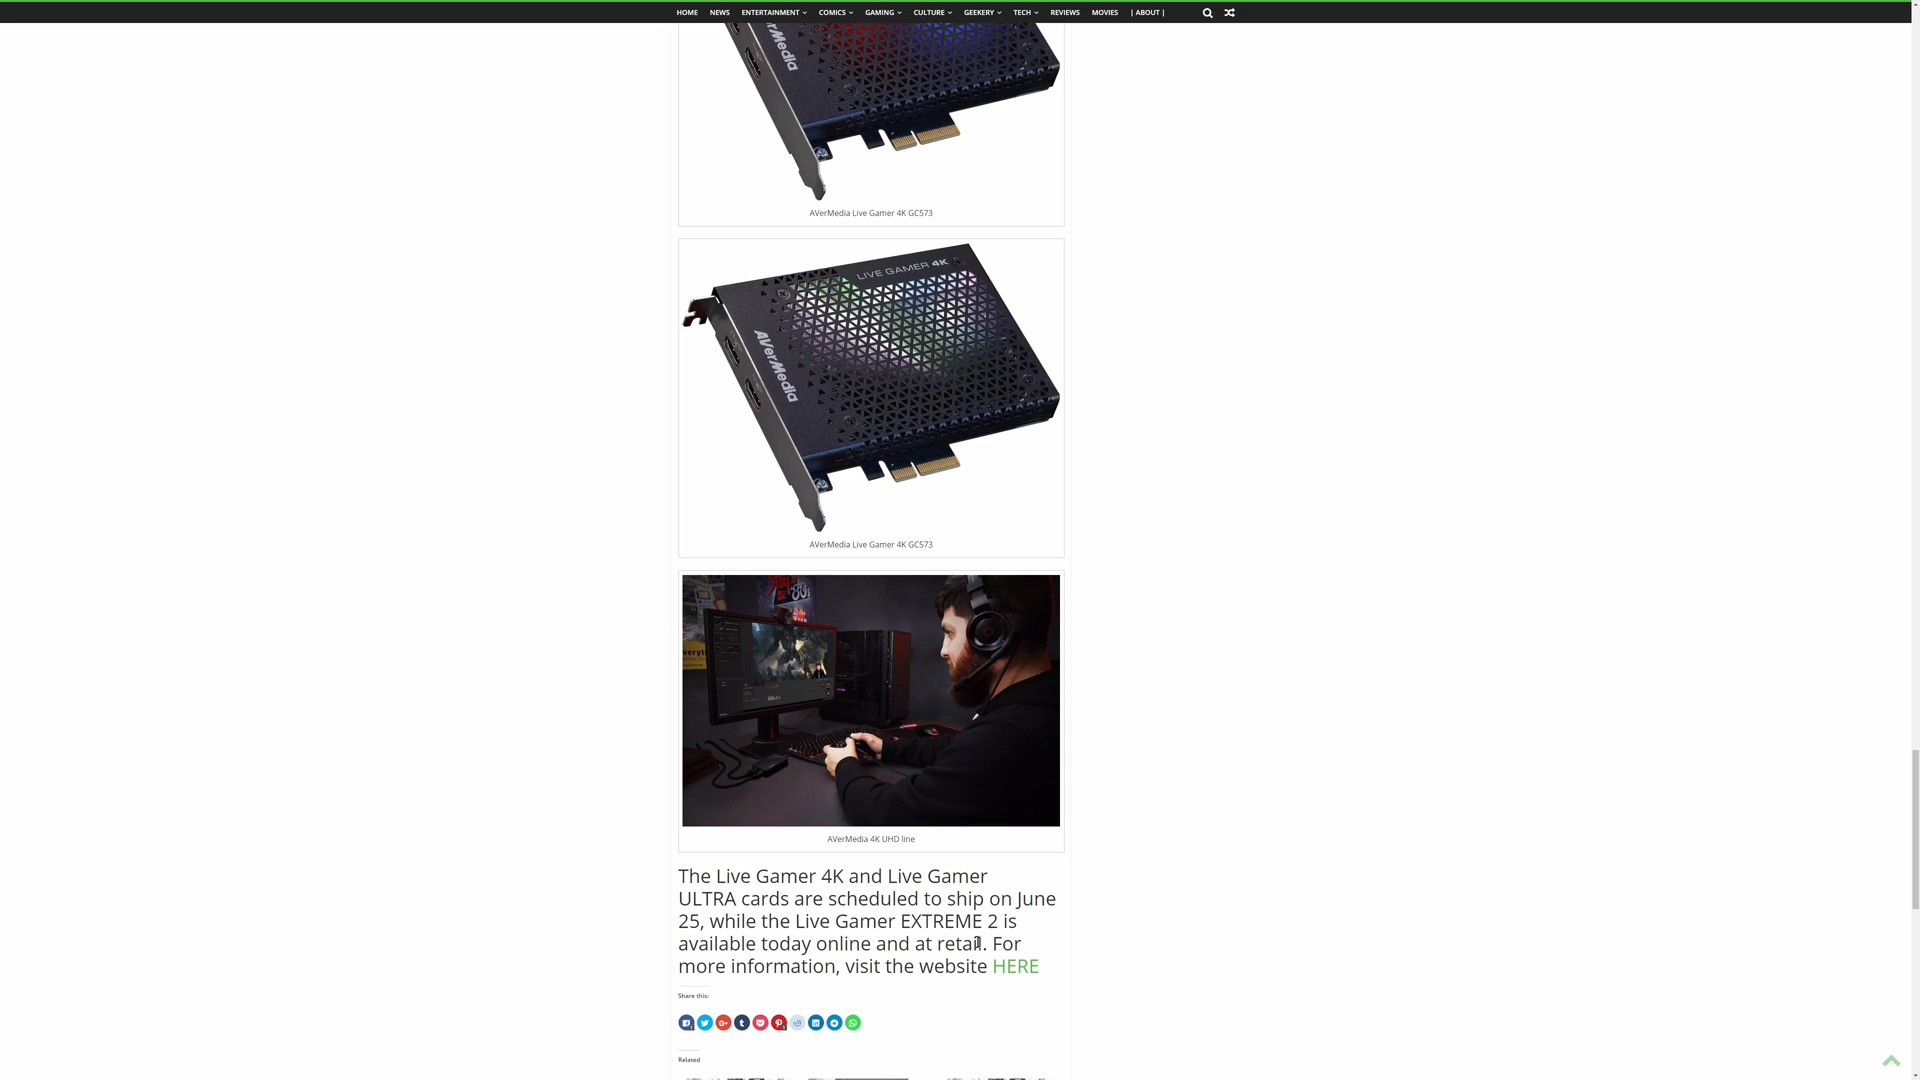 HOME NEWS ENTERTAINMENT COMICS GAMING CULTURE GEEKERY TECH REVIEWS MOVIES | ABOUT |
AVerMedia
AVerMedia Live Gamer 4K GC573
LIVE GAMER 4K
AVerMedia
AVerMedia Live Gamer 4K GC573
80s
AVerMedia 4K UHD line
The Live Gamer 4K and Live Gamer
ULTRA cards are scheduled to ship on June
25, while the Live Gamer EXTREME 2 is
available today online and at retail. For
more information, visit the website HERE
Share this:
Related